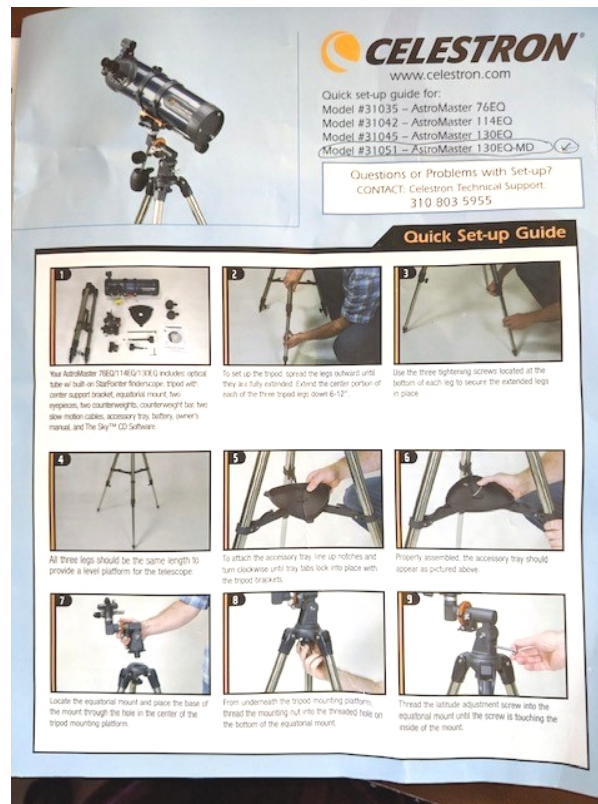 CELESTRON®
www.celestron.com
Quick set-up guide for:
Model #31035 – AstroMaster 76EQ
Model #31042 – AstroMaster 114EQ
Model #31045 – AstroMaster 130EQ
Model #31051 – AstroMaster 130EQ-MD
Questions or Problems with Set-up?
CONTACT: Celestron Technical Support:
310 803 5955
Quick Set-up Guide
1
Your AstroMaster 76EQ/114EQ/130EQ includes: optical
tube w/ built-on StarPointer finderscope, tripod with
center support bracket, equatorial mount, two
eyepieces, two counterweights, counterweight bar, two
slow motion cables, accessory tray, battery, owner's
manual, and The Sky™ CD Software.
2
To set up the tripod, spread the legs outward until
they are fully extended. Extend the center portion of
each of the three tripod legs down 6-12".
3
Use the three tightening screws located at the
bottom of each leg to secure the extended legs
in place
4
All three legs should be the same length to
provide a level platform for the telescope.
5
To attach the accessory tray, line up notches and
turn clockwise until tray tabs lock into place with
the tripod brackets.
6
Properly assembled, the accessory tray should
appear as pictured above.
7
Locate the equatorial mount and place the base of
the mount through the hole in the center of the
tripod mounting platform.
8
From underneath the tripod mounting platform,
thread the mounting nut into the threaded hole on
the bottom of the equatorial mount.
9
Thread the latitude adjustment screw into the
equatorial mount until the screw is touching the
inside of the mount.